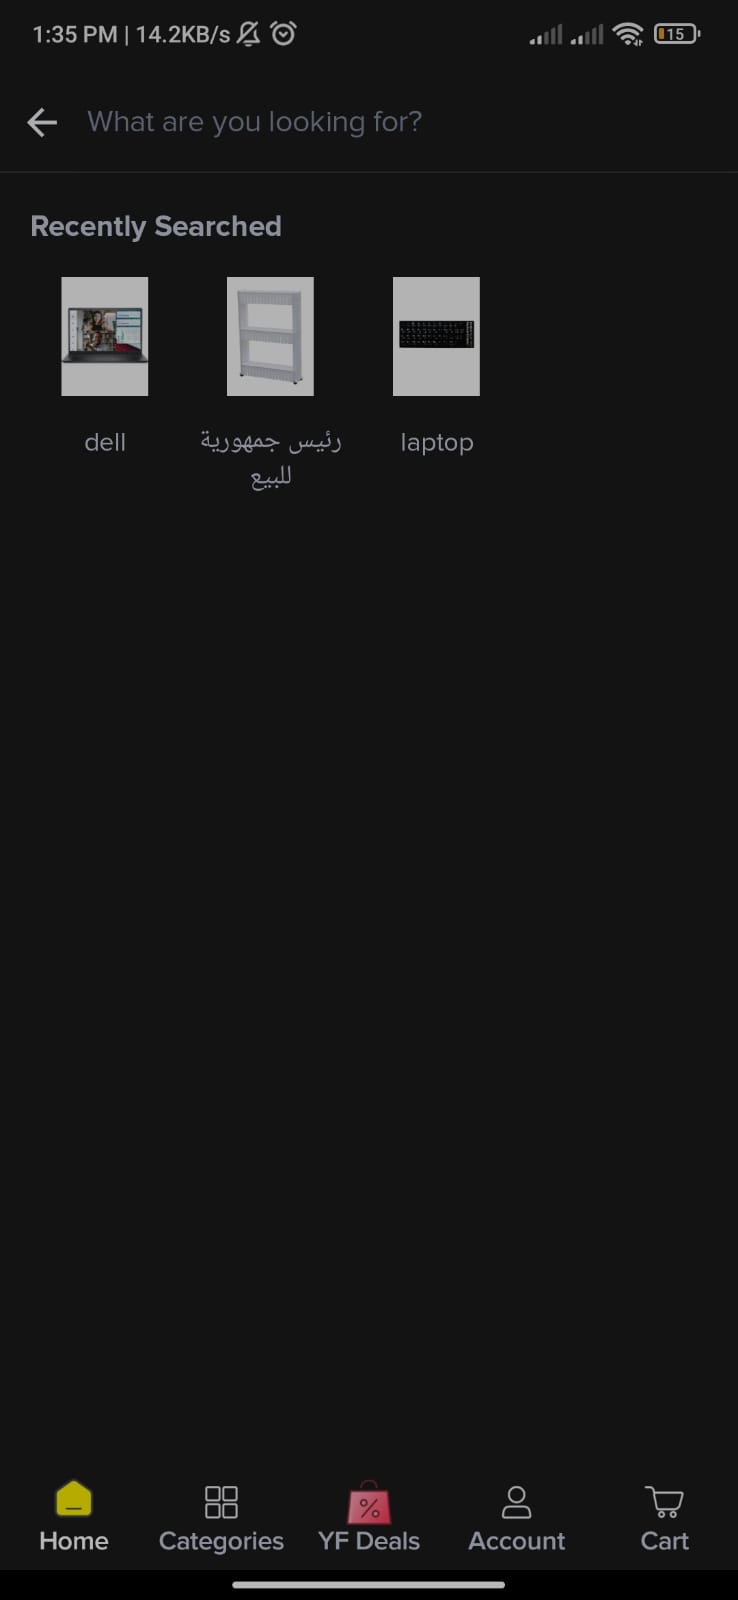 1:35 PM | 14.2KB/s
15
What are you looking for?
Recently Searched
dell
رئيس جمهورية
للبيع
laptop
Home
Categories
YF Deals
Account
Cart